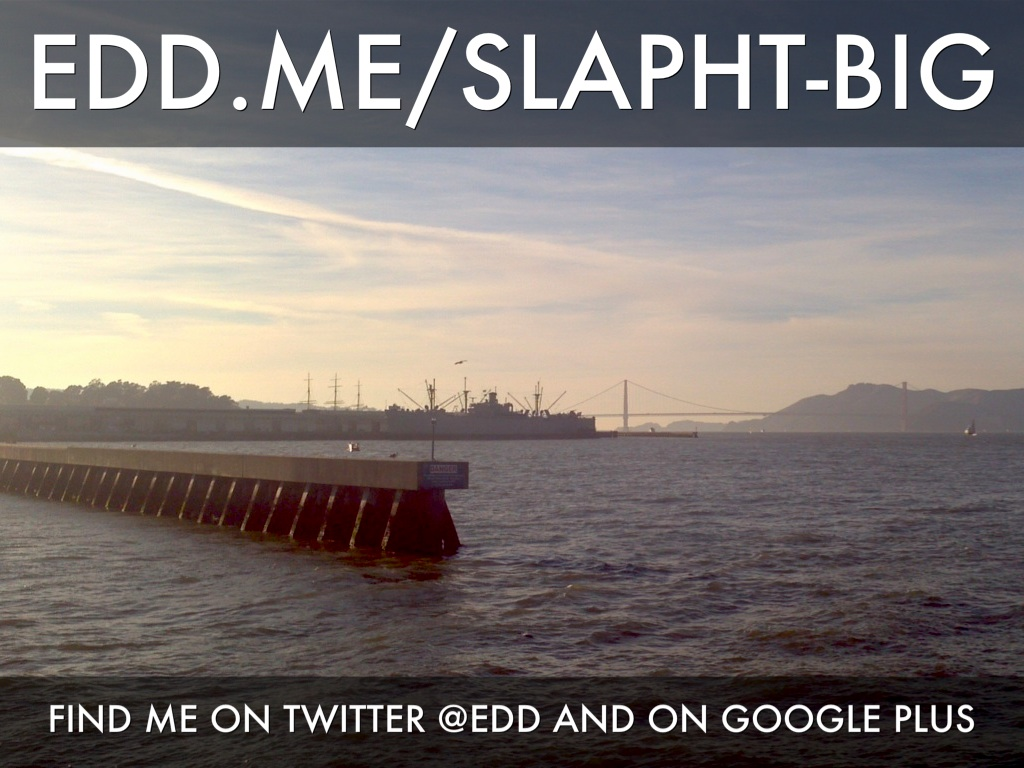 EDD.ME/SLAPHT-BIG
FIND ME ON TWITTER @EDD AND ON GOOGLE PLUS